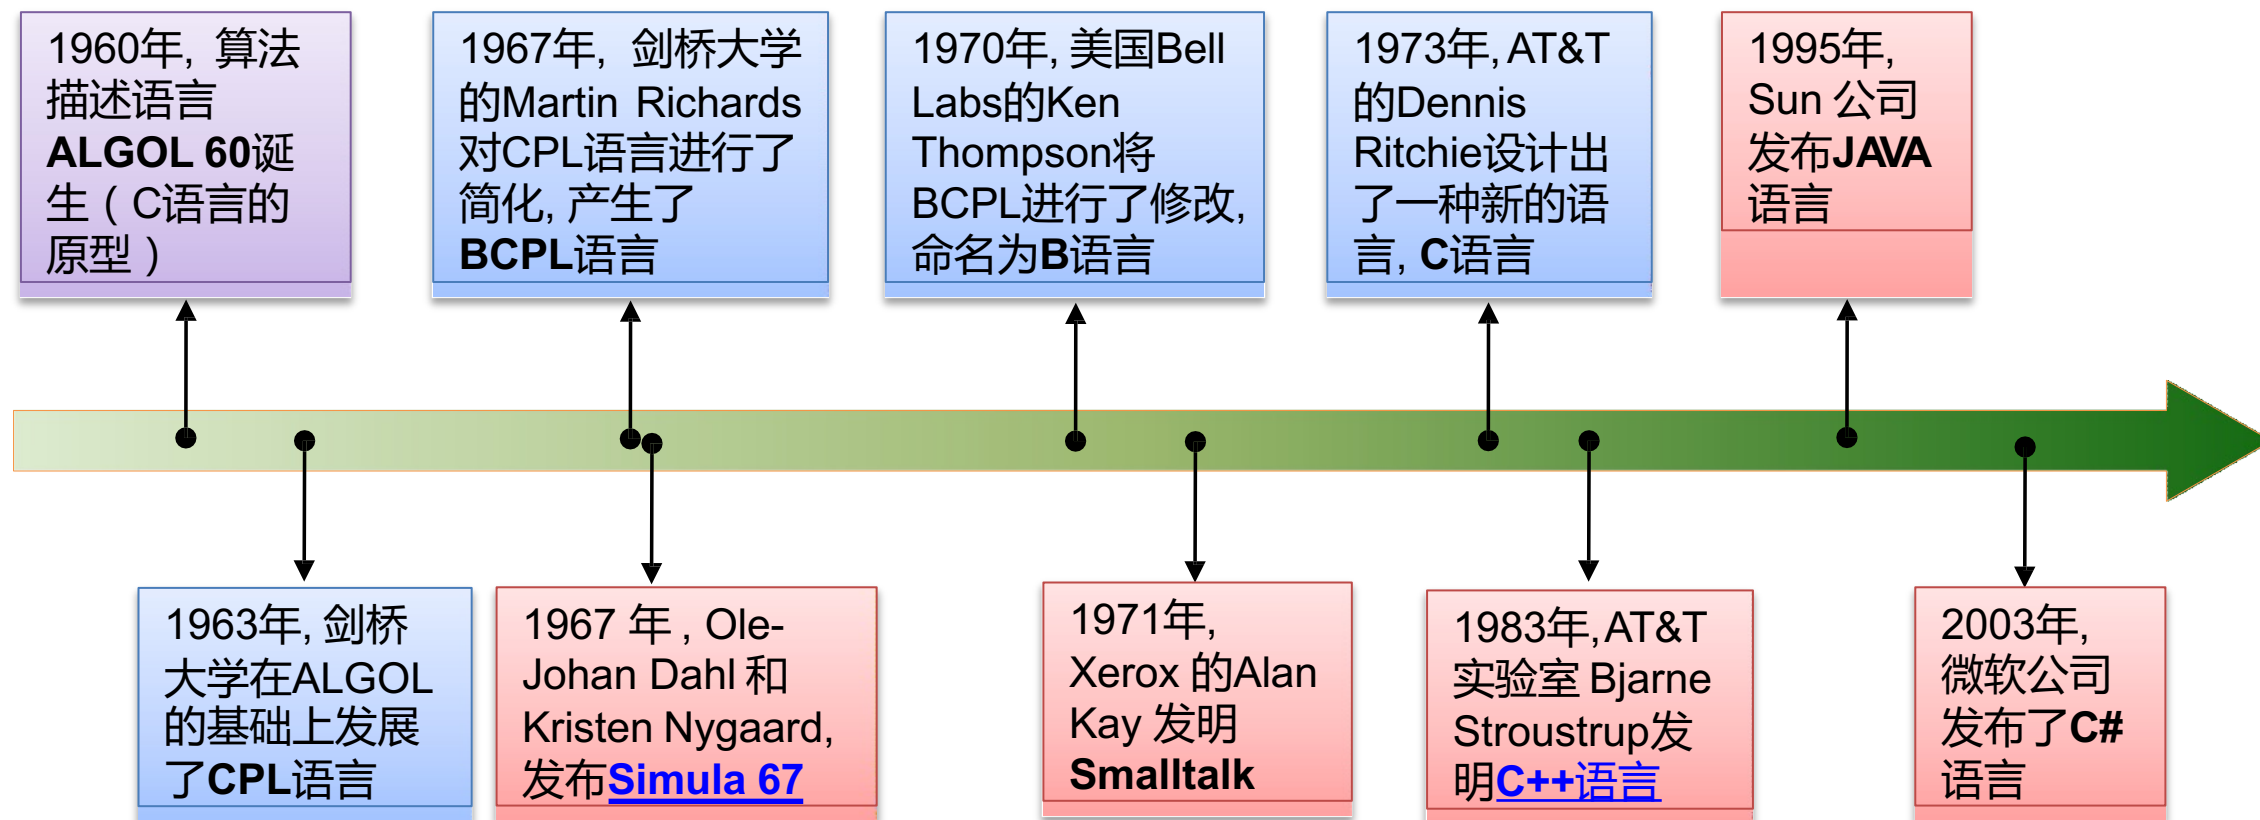 1960年, 算法
描述语言
ALGOL 60诞
生（C语言的
原型）
1967年, 剑桥大学
的Martin Richards
对CPL语言进行了
简化, 产生了
BCPL语言
1970年, 美国Bell
Labs的Ken
Thompson将
BCPL进行了修改,
命名为B语言
1973年, AT&T
的Dennis
Ritchie设计出
了一种新的语
言, C语言
1995年,
Sun 公司
发布JAVA
语言
1963年, 剑桥
大学在ALGOL
的基础上发展
了CPL语言
1967 年 , Ole-
Johan Dahl 和
Kristen Nygaard,
发布Simula 67
1971年,
Xerox 的Alan
Kay 发明
Smalltalk
1983年, AT&T
实验室 Bjarne
Stroustrup发
明C++语言
2003年,
微软公司
发布了C#
语言